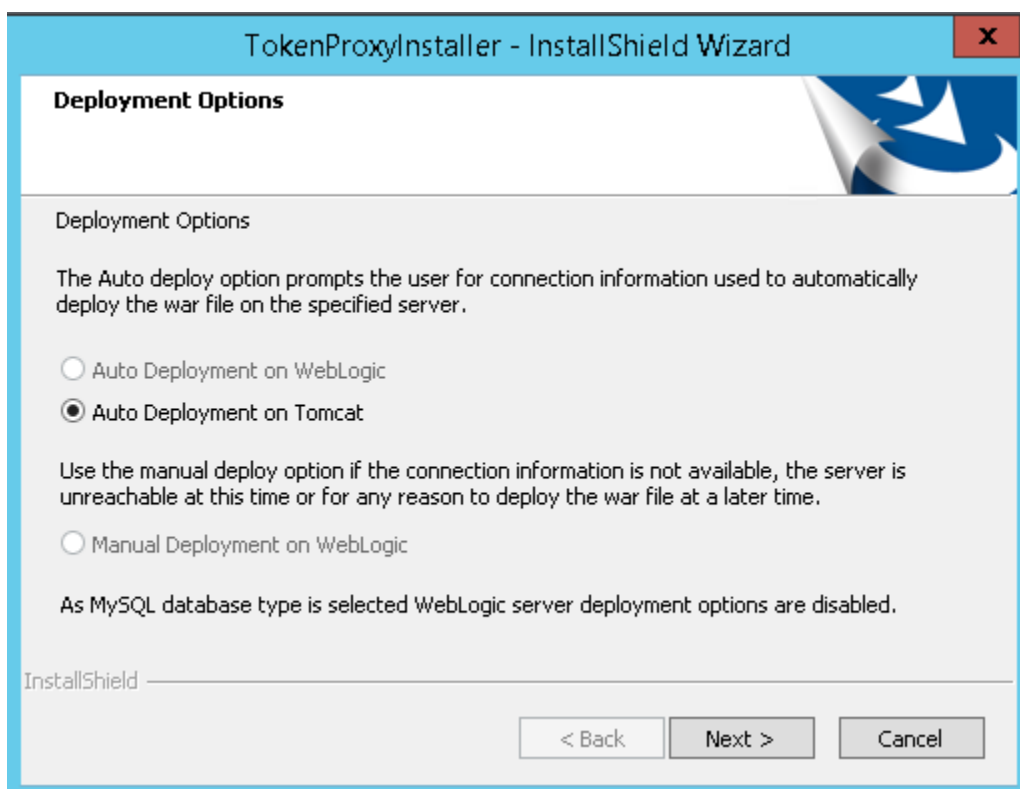 TokenProxyInstaller - InstallShield Wizard
x
Deployment Options
Deployment Options
The Auto deploy option prompts the user for connection information used to automatically
deploy the war file on the specified server.
Auto Deployment on WebLogic
Auto Deployment on Tomcat
Use the manual deploy option if the connection information is not available, the server is
unreachable at this time or for any reason to deploy the war file at a later time.
Manual Deployment on WebLogic
As MySQL database type is selected WebLogic server deployment options are disabled.
InstallShield
< Back
Next >
Cancel